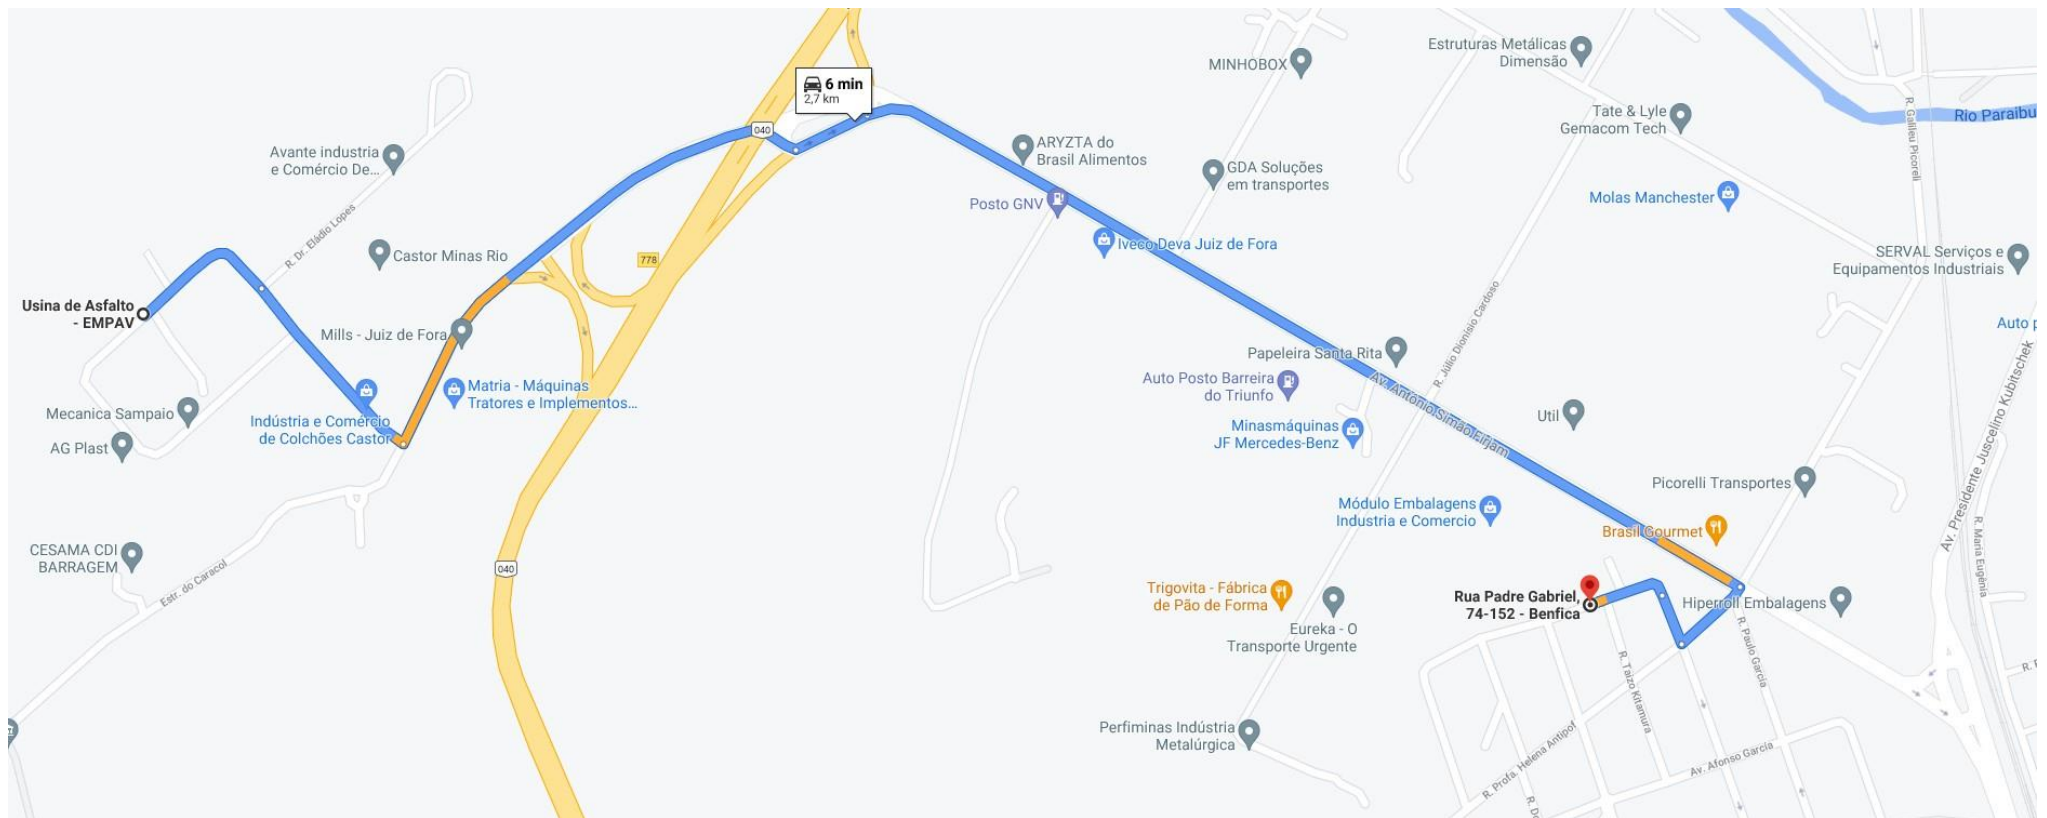 6 min
2,7 km
040
MINHOBOX
Estruturas Metálicas
Dimensão
Tate & Lyle
Gemacom Tech
R. Galileu Picoreli
Rio Paraibu
Avante industria
e Comércio De...
ARYZTA do
Brasil Alimentos
GDA Soluções
em transportes
Posto GNV
Molas Manchester
R. Dr. Eládio Lopes
Castor Minas Rio
778
Iveco Deva Juiz de Fora
SERVAL Serviços e
Equipamentos Industriais
Usina de Asfalto
- EMPAV
Mills - Juiz de Fora
R. Júlio Dionísio Cardoso
Auto p
Papeleira Santa Rita
Matria - Máquinas
Tratores e Implementos...
Auto Posto Barreira
do Triunfo
Av. Antônio Simão Firjam
Mecanica Sampaio
AG Plast
Indústria e Comércio
de Colchões Castor
Minasmáquinas
JF Mercedes-Benz
Util
Av. Presidente Juscelino Kubitschek
Picorelli Transportes
Módulo Embalagens
Industria e Comercio
Brasil Gourmet
R. Maria Eugênia
CESAMA CDI
BARRAGEM
Estr. do Caracol
040
Trigovita - Fábrica
de Pão de Forma
Rua Padre Gabriel,
74-152 - Benfica
Hiperroll Embalagens
Eureka - O
Transporte Urgente
R. Paulo Garcia
R. Taizo Kitamura
R. F
Perfiminas Indústria
Metalúrgica
R. Profa. Helena Antipof
Av. Afonso Garcia